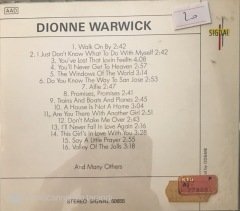 AAD
DIONNE WARWICK
SIGNAL
1. Walk On By 2:42
2. I Just Don't Know What To Do With Myself 2:42
3. You've Lost That Lovin Feelin 4:08
4. You'll Never Get To Heaven 2:57
5. The Windows Of The World 3:14
6. Do You Know The Way To San Jose 2:53
7. Alfie 2:47
8. Promises, Promises 2:41
9. Trains And Boats And Planes 2:45
10. A House is Not A Home 3:04
11. Are You There With Another Girl 2:51
12. Don't Make Over Me 2:43
13. I'll Never Fall In Love Again 2:16
14. This Girl's In Love With You 3:28
15. Say A Little Prayer 2:56
16. Valley Of The Dolls 3:18
And Many Others
STEREO SIGNAL